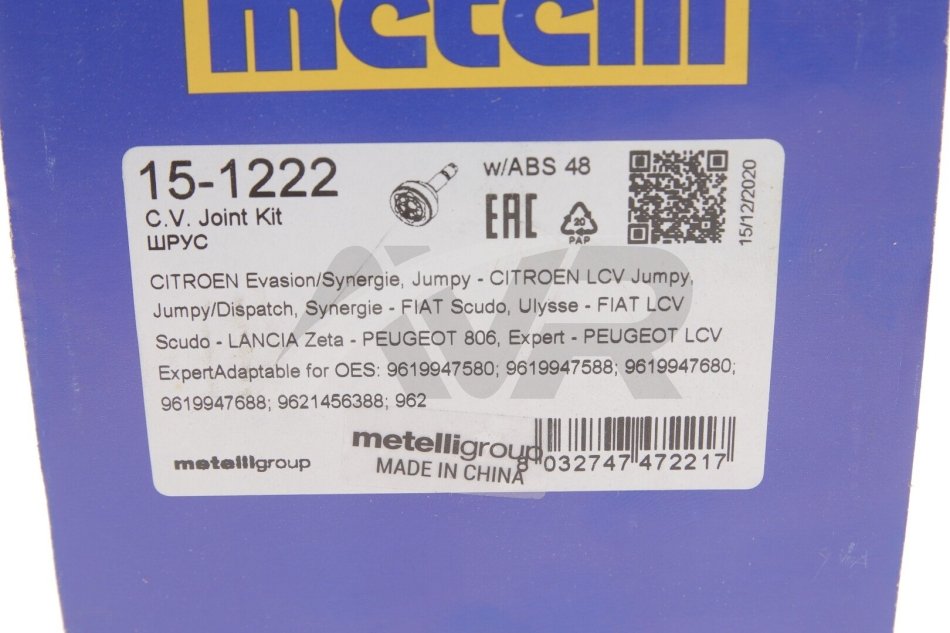 metelli
15-1222
C.V. Joint Kit
ШРУС
w/ABS 48
EAC
20
PAP
15/12/2020
CITROEN Evasion/Synergie, Jumpy - CITROEN LCV Jumpy,
Jumpy/Dispatch, Synergie - FIAT Scudo, Ulysse - FIAT LCV
Scudo - LANCIA Zeta - PEUGEOT 806, Expert - PEUGEOT LCV
ExpertAdaptable for OES: 9619947580; 9619947588; 9619947680;
9619947688; 9621456388; 962
metelligroup
metelligroup
MADE IN CHINA
8 032747 472217